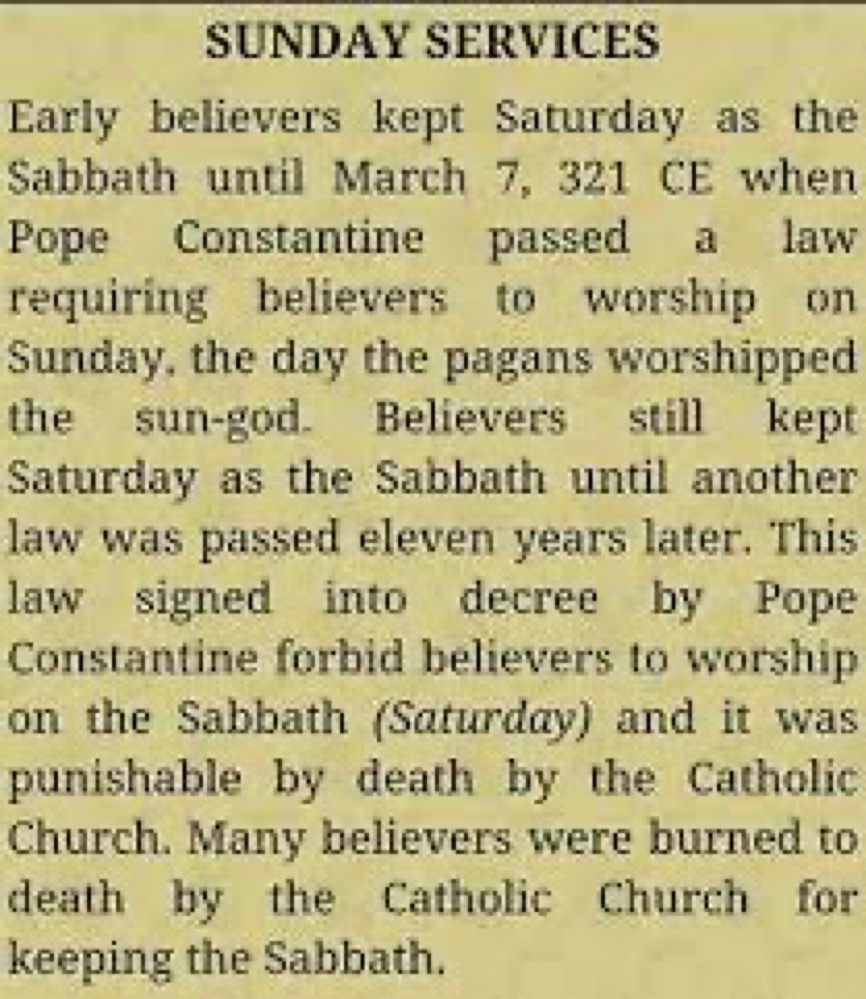 SUNDAY SERVICES
Early believers kept Saturday as the
Sabbath until March 7, 321 CE when
Pope Constantine passed a law
requiring believers to worship on
Sunday, the day the pagans worshipped
the sun-god. Believers still kept
Saturday as the Sabbath until another
law was passed eleven years later. This
law signed into decree by Pope
Constantine forbid believers to worship
on the Sabbath (Saturday) and it was
punishable by death by the Catholic
Church. Many believers were burned to
death by the Catholic Church for
keeping the Sabbath.